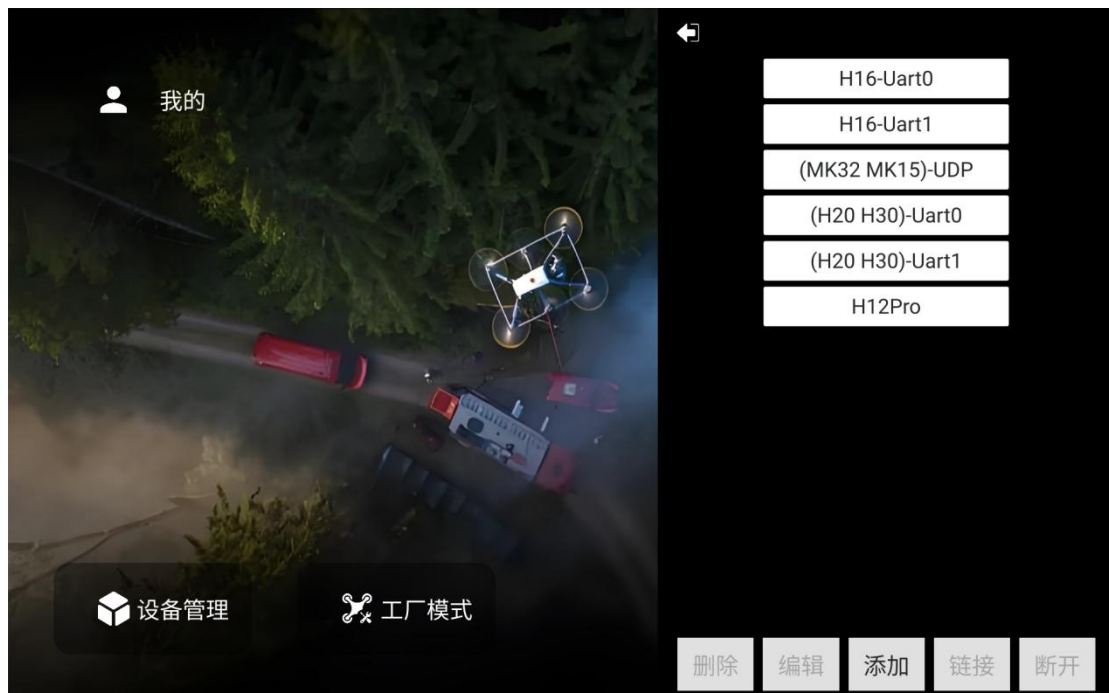 我的
设备管理
工厂模式
H16-Uart0
H16-Uart1
(MK32 MK15)-UDP
(H20 H30)-Uart0
(H20 H30)-Uart1
H12Pro
删除 编辑 添加 链接 断开